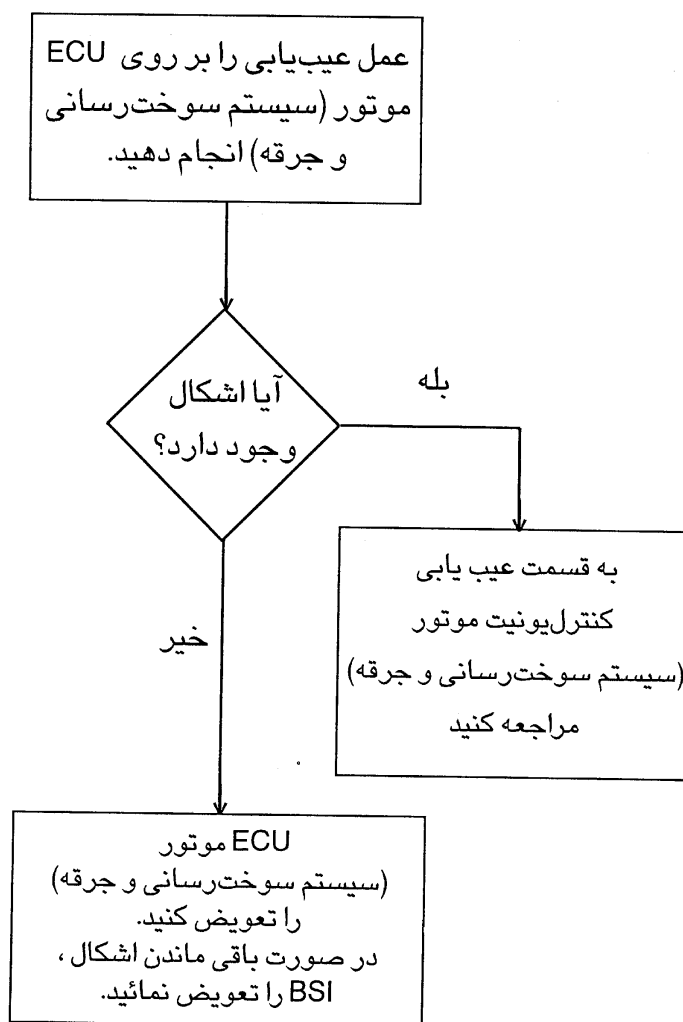 عمل عیب‌یابی را بر روی ECU
موتور (سیستم سوخت‌رسانی
و جرقه) انجام دهید.
آیا اشکال
وجود دارد؟
بله
به قسمت عیب یابی
کنترل‌یونیت موتور
(سیستم سوخت‌رسانی و جرقه)
مراجعه کنید
خیر
ECU موتور
(سیستم سوخت‌رسانی و جرقه)
را تعویض کنید.
در صورت باقی ماندن اشکال ،
BSI را تعویض نمائید.